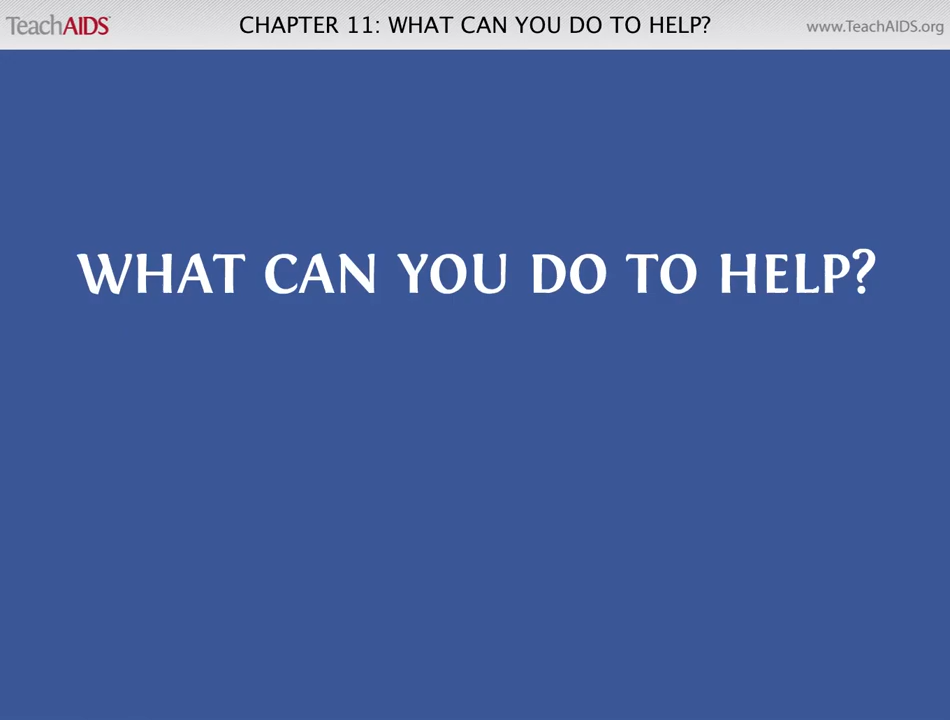 TeachAIDS
CHAPTER 11: WHAT CAN YOU DO TO HELP?
www.TeachAIDS.org
WHAT CAN YOU DO TO HELP?